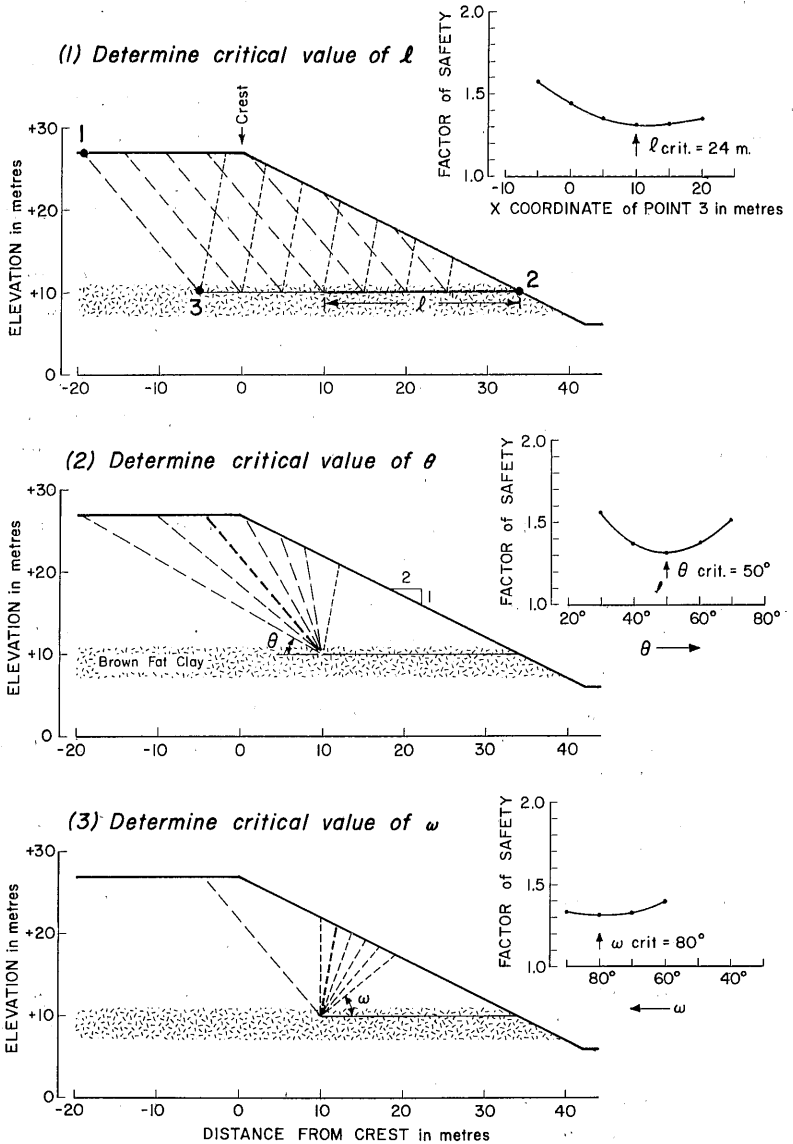 (1) Determine critical value of ℓ
Crest
1
2
3
ℓ
ELEVATION in metres
+30
+20
+10
0
-20 -10 0 10 20 30 40
FACTOR of SAFETY
2.0
1.5
1.0
ℓ crit. = 24 m.
-10 0 10 20
X COORDINATE of POINT 3 in metres
(2) Determine critical value of θ
2
1
θ
Brown Fat Clay
ELEVATION in metres
+30
+20
+10
0
-20 -10 0 10 20 30 40
FACTOR of SAFETY
2.0
1.5
1.0
θ crit. = 50°
20° 40° 60° 80°
θ
(3) Determine critical value of ω
ω
ELEVATION in metres
+30
+20
+10
0
-20 -10 0 10 20 30 40
DISTANCE FROM CREST in metres
FACTOR of SAFETY
2.0
1.5
1.0
ω crit = 80°
80° 60° 40°
ω